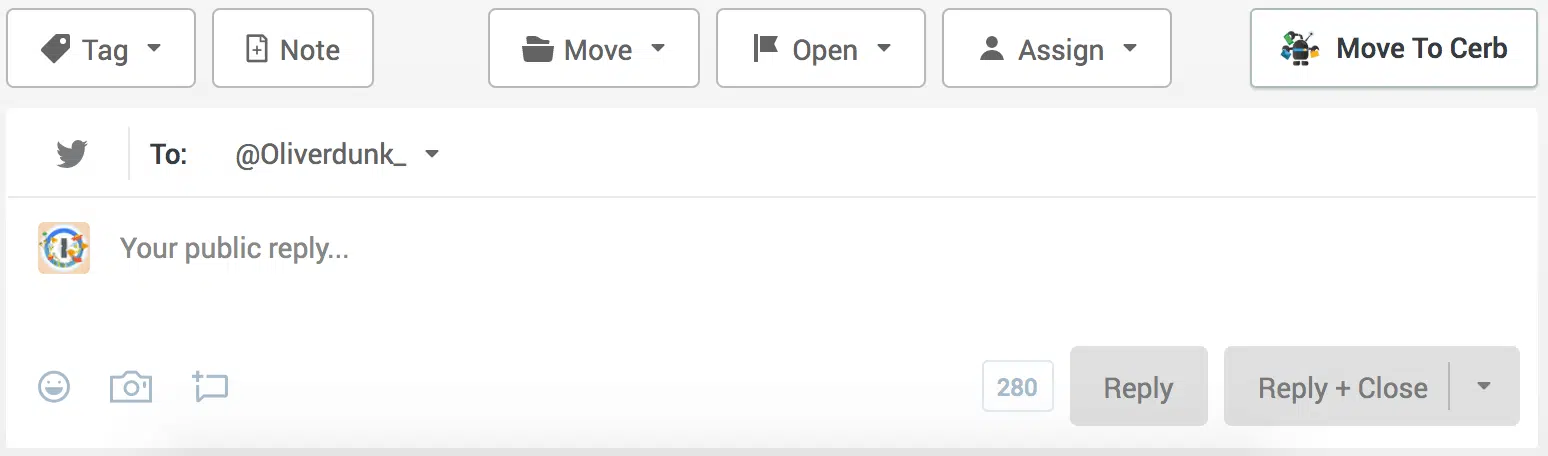 Tag Note Move Open Assign Move To Cerb
To: @Oliverdunk_
Your public reply...
280 Reply Reply + Close